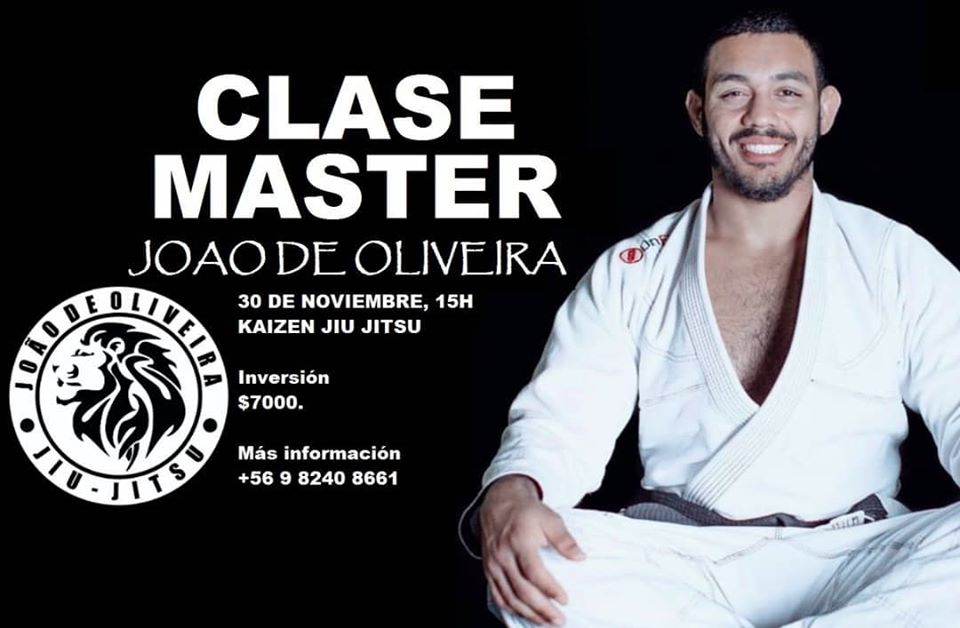 CLASE
MASTER
JOAO DE OLIVEIRA
30 DE NOVIEMBRE, 15H
KAIZEN JIU JITSU
Inversión
$7000.
Más información
+56 9 8240 8661
JOÃO DE OLIVEIRA
JIU-JITSU